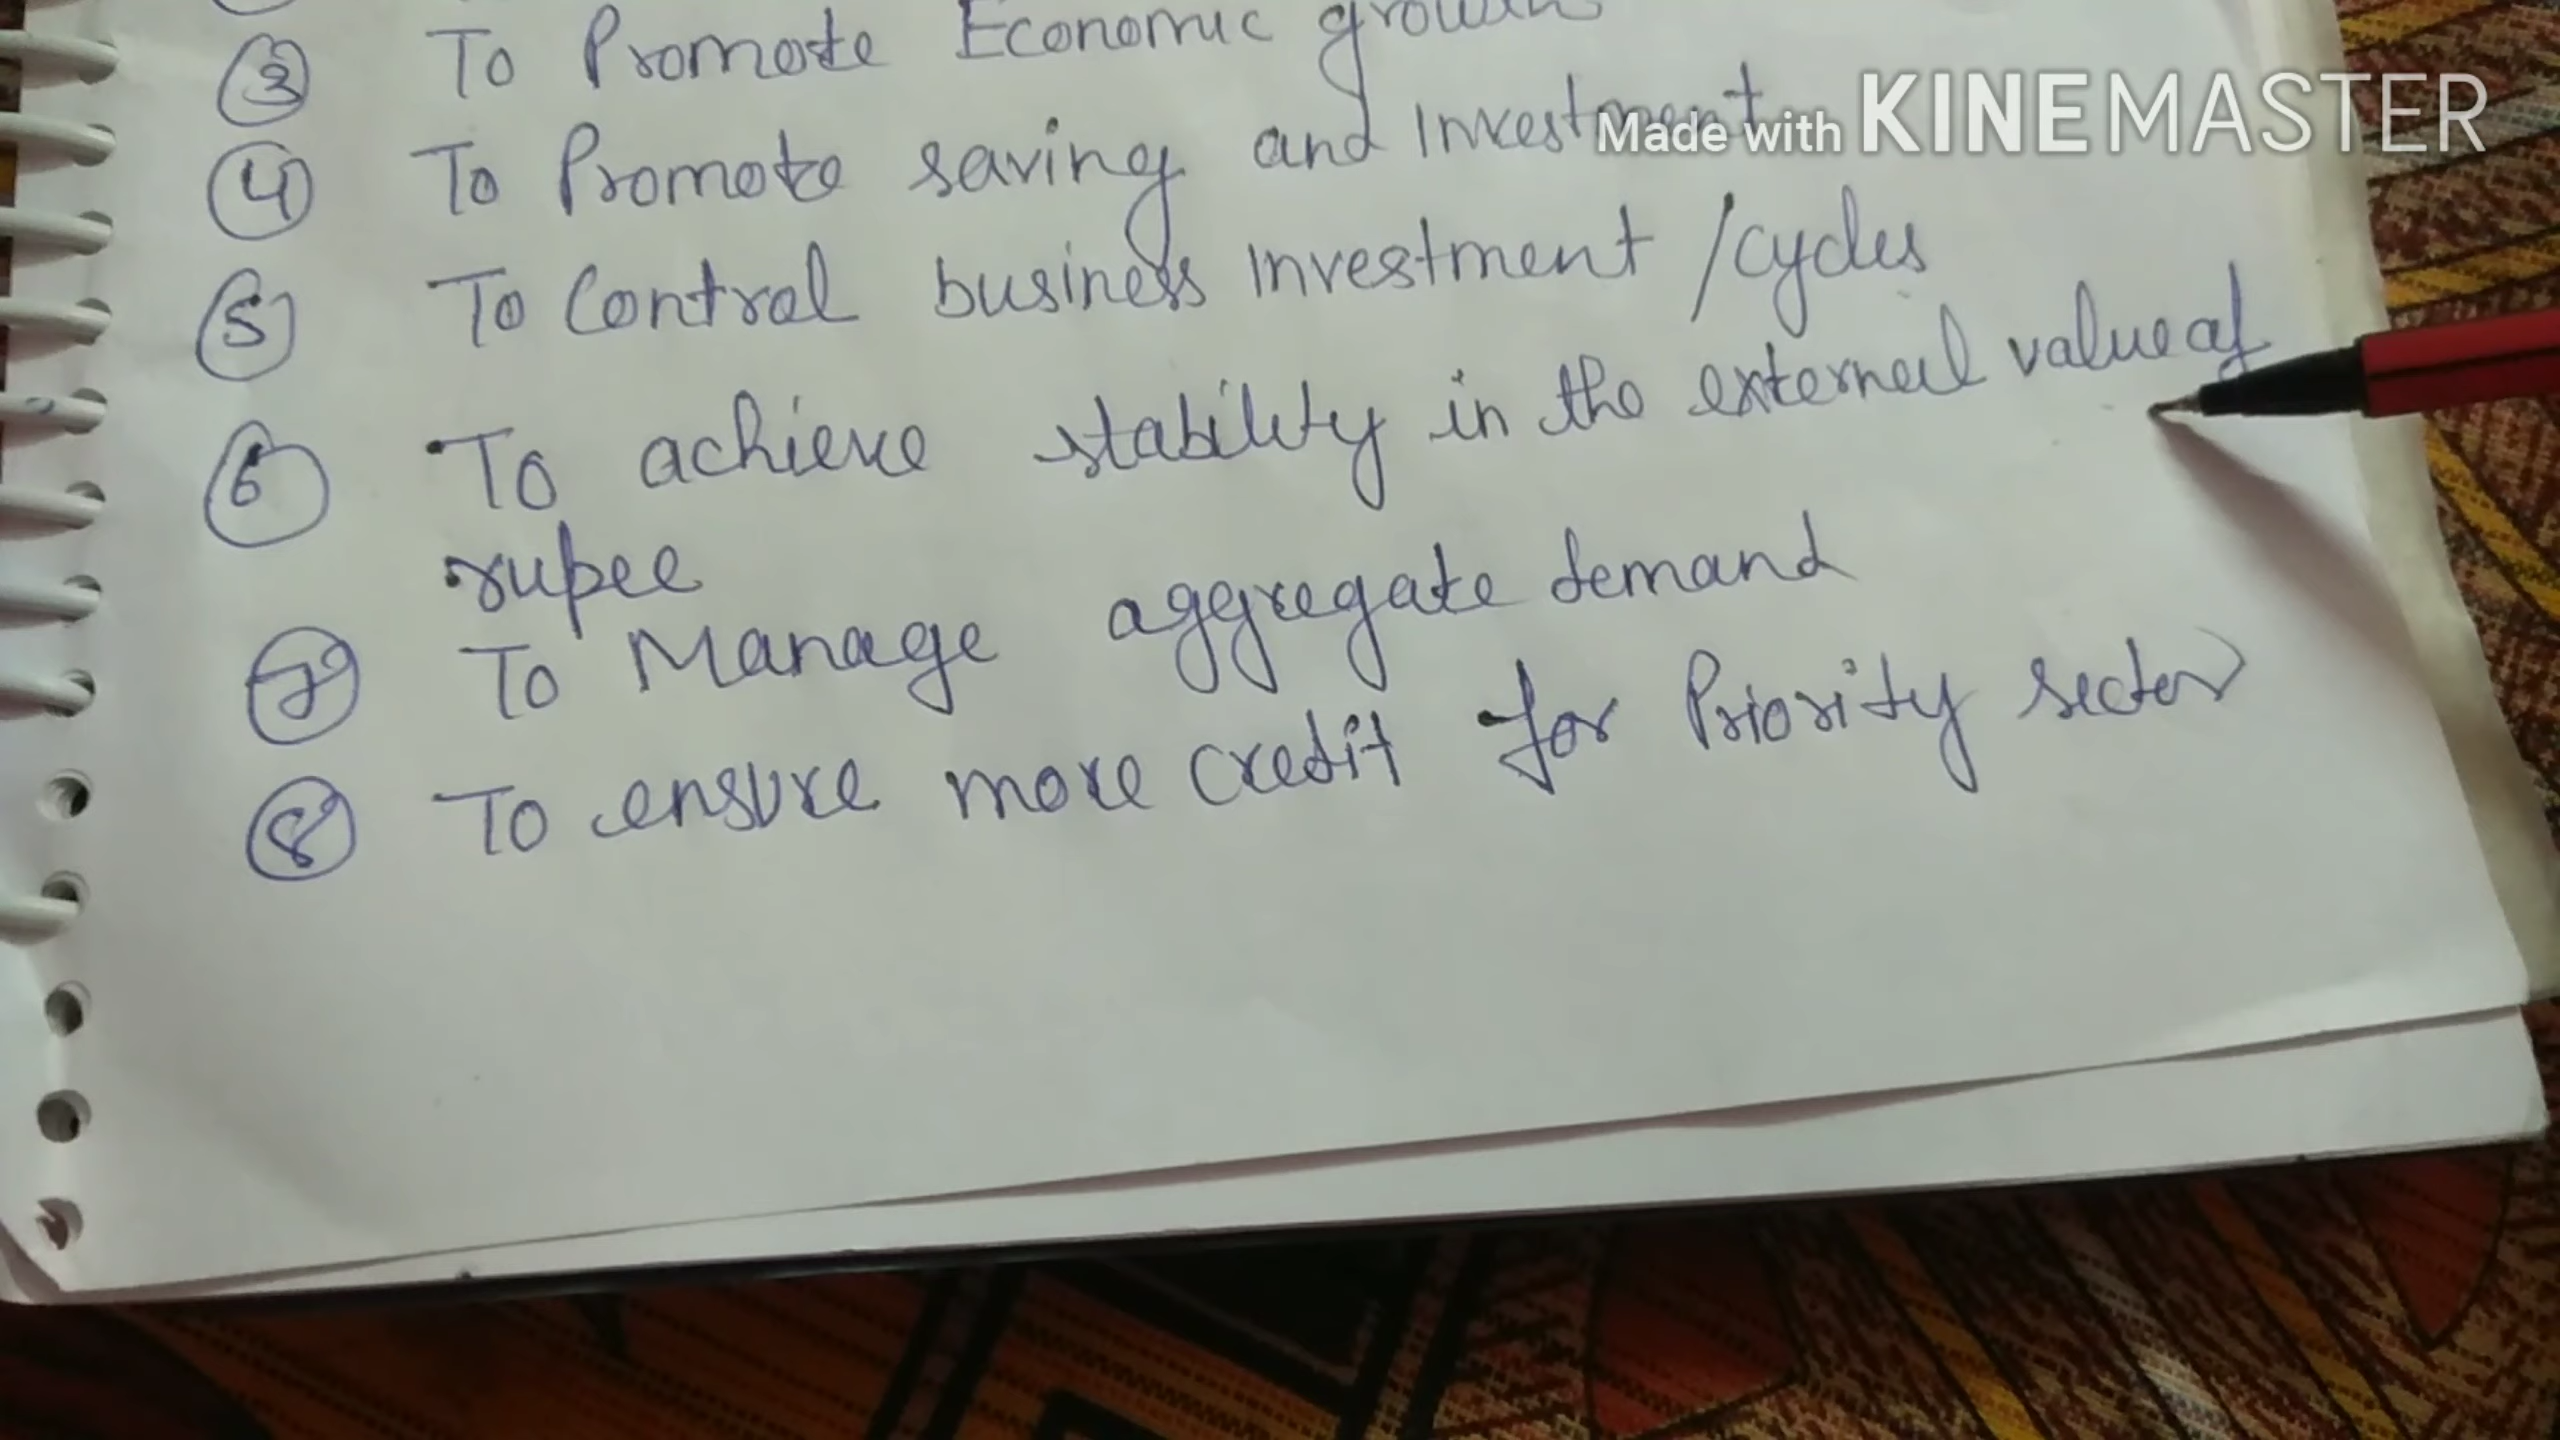 ③ To Promote Economic growth
④ To Promote saving and Investment
Made with KINEMASTER
⑤ To Control business investment /cycles
⑥ To achieve stability in the external value of
rupee
⑦ To Manage aggregate demand
⑧ To ensure more credit for Priority sector